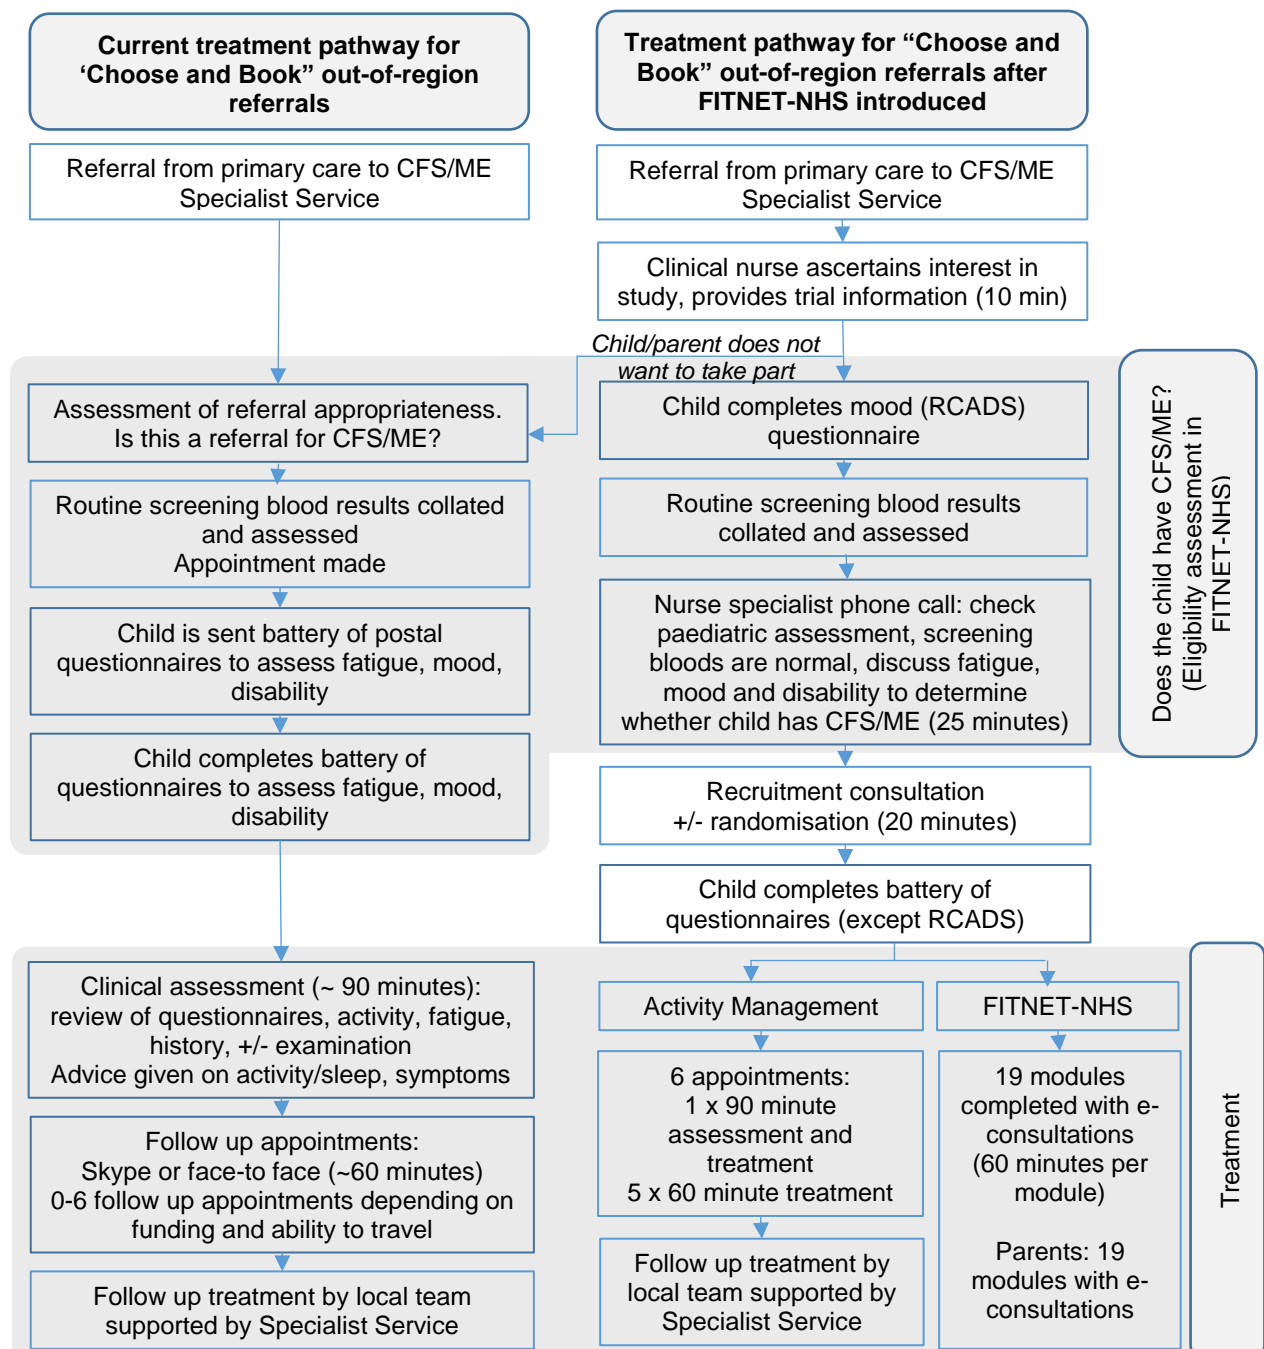 Current treatment pathway for
‘Choose and Book” out-of-region
referrals
Treatment pathway for “Choose and
Book” out-of-region referrals after
FITNET-NHS introduced
Referral from primary care to CFS/ME
Specialist Service
Referral from primary care to CFS/ME
Specialist Service
Clinical nurse ascertains interest in
study, provides trial information (10 min)
Child/parent does not
want to take part
Assessment of referral appropriateness.
Is this a referral for CFS/ME?
Child completes mood (RCADS)
questionnaire
Routine screening blood results collated
and assessed
Appointment made
Routine screening blood results
collated and assessed
Child is sent battery of postal
questionnaires to assess fatigue, mood,
disability
Nurse specialist phone call: check
paediatric assessment, screening
bloods are normal, discuss fatigue,
mood and disability to determine
whether child has CFS/ME (25 minutes)
Child completes battery of
questionnaires to assess fatigue, mood,
disability
Does the child have CFS/ME?
(Eligibility assessment in
FITNET-NHS)
Recruitment consultation
+/- randomisation (20 minutes)
Child completes battery of
questionnaires (except RCADS)
Clinical assessment (~ 90 minutes):
review of questionnaires, activity, fatigue,
history, +/- examination
Advice given on activity/sleep, symptoms
Follow up appointments:
Skype or face-to face (~60 minutes)
0-6 follow up appointments depending on
funding and ability to travel
Follow up treatment by local team
supported by Specialist Service
Activity Management
6 appointments:
1 x 90 minute
assessment and
treatment
5 x 60 minute treatment
Follow up treatment by
local team supported by
Specialist Service
FITNET-NHS
19 modules
completed with e-
consultations
(60 minutes per
module)
Parents: 19
modules with e-
consultations
Treatment